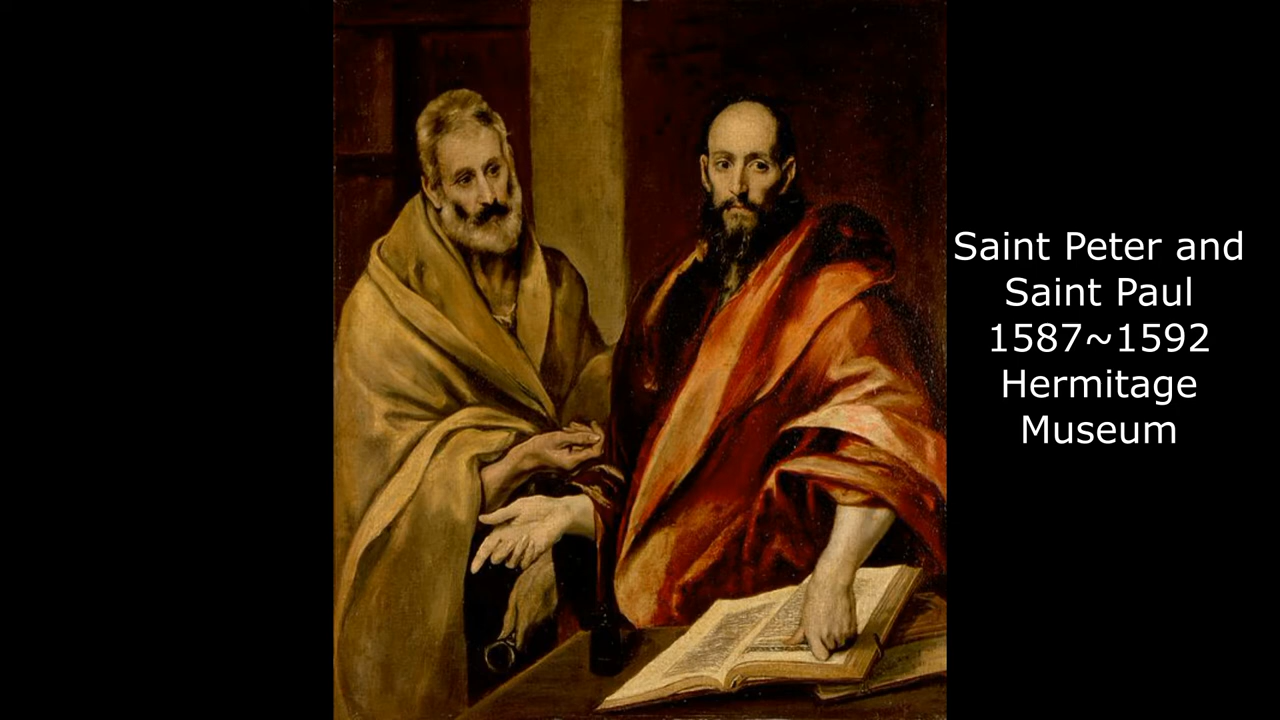 Saint Peter and
Saint Paul
1587~1592
Hermitage
Museum